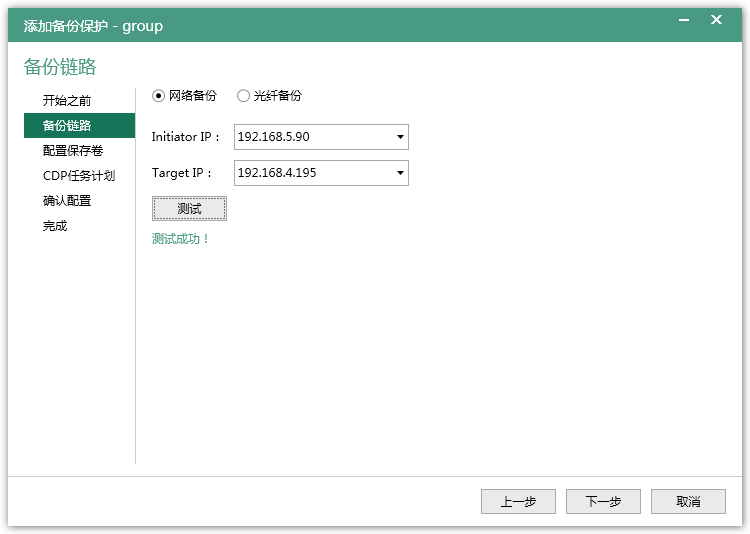 添加备份保护 - group
备份链路
开始之前
备份链路
配置保存卷
CDP任务计划
确认配置
完成
网络备份 光纤备份
Initiator IP：
192.168.5.90
Target IP：
192.168.4.195
测试
测试成功！
上一步 下一步 取消